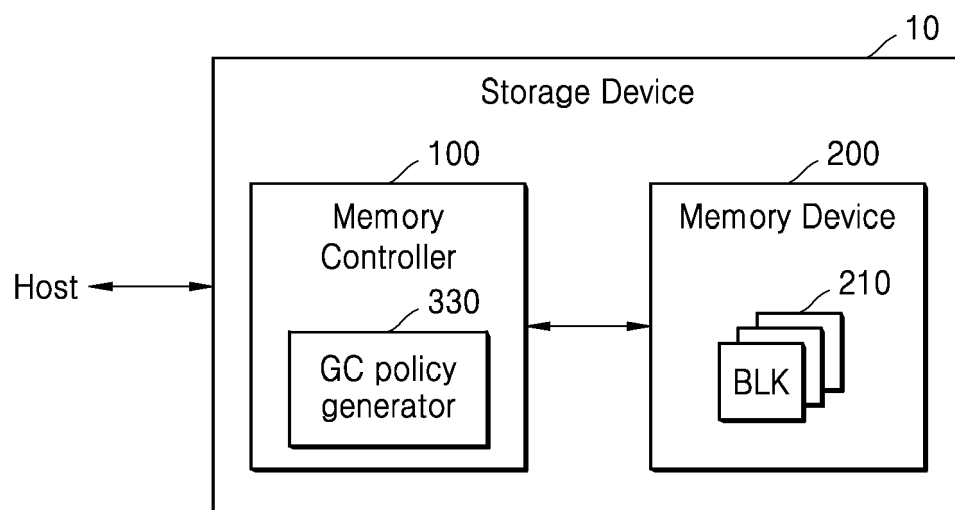 10
Storage Device
100
200
Memory
Controller
Memory Device
Host
330
210
GC policy
generator
BLK